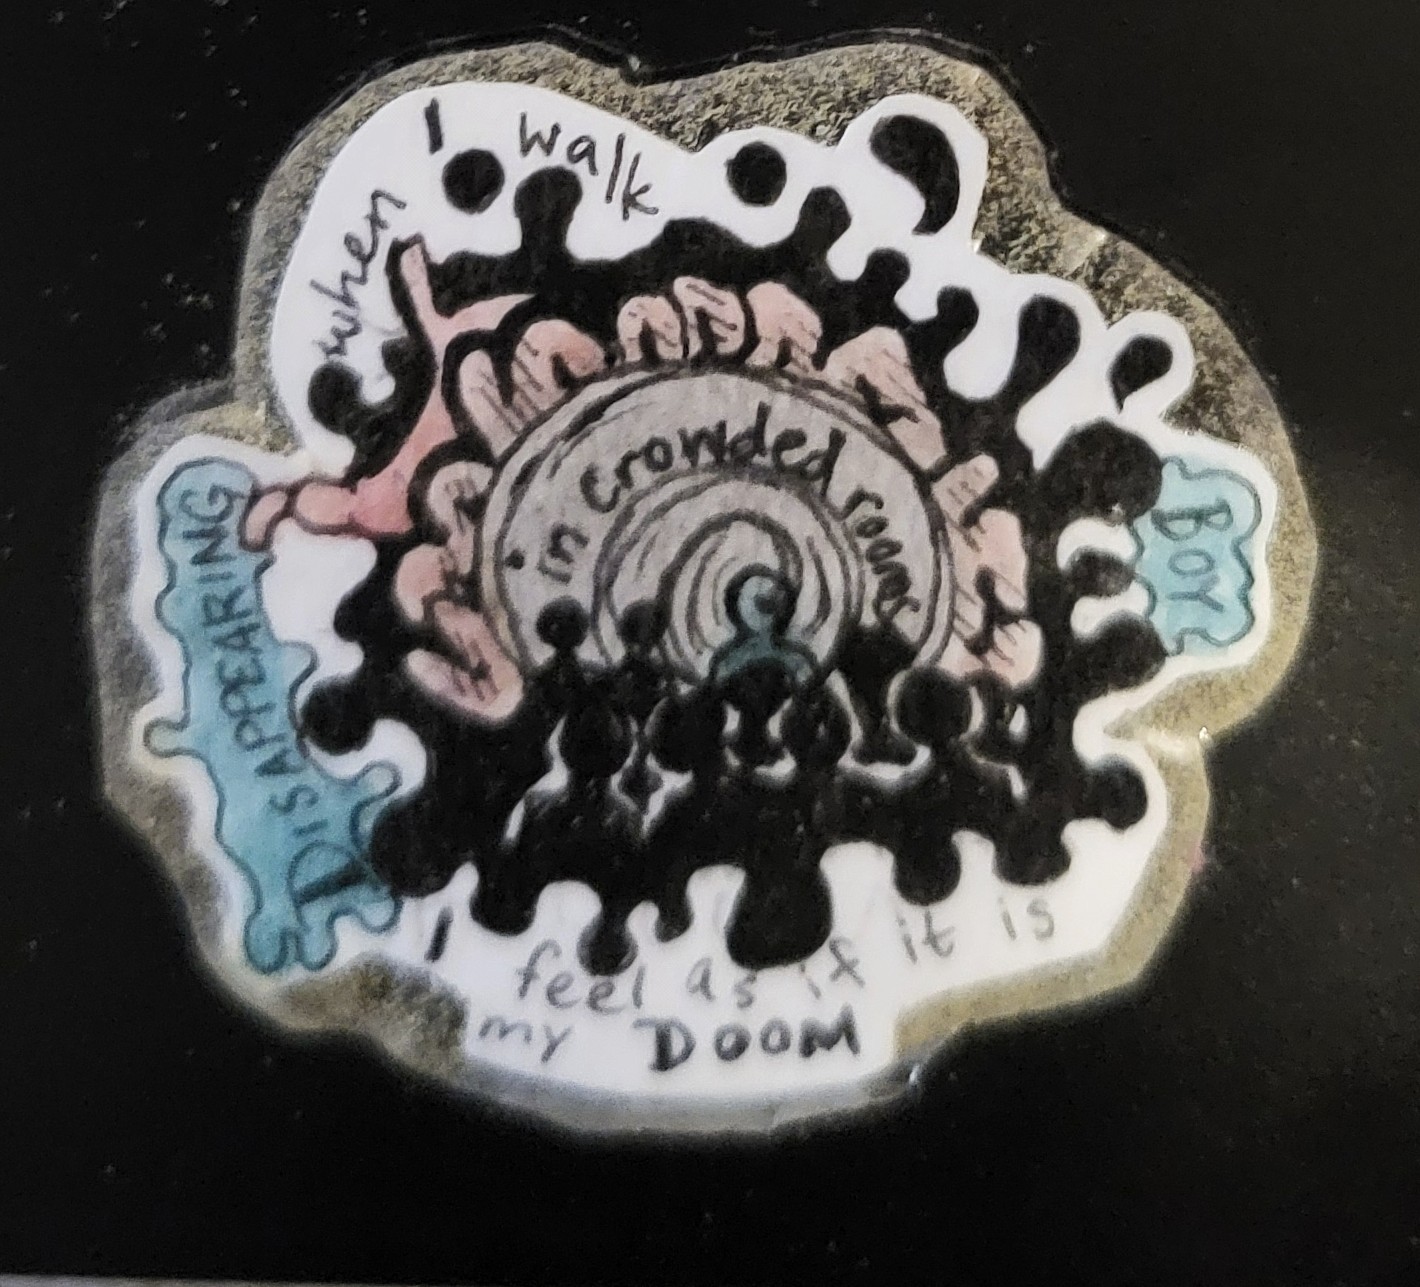 when I walk
in crowded rooms
I feel as if it is
my DOOM
DISAPPEARING
BOY